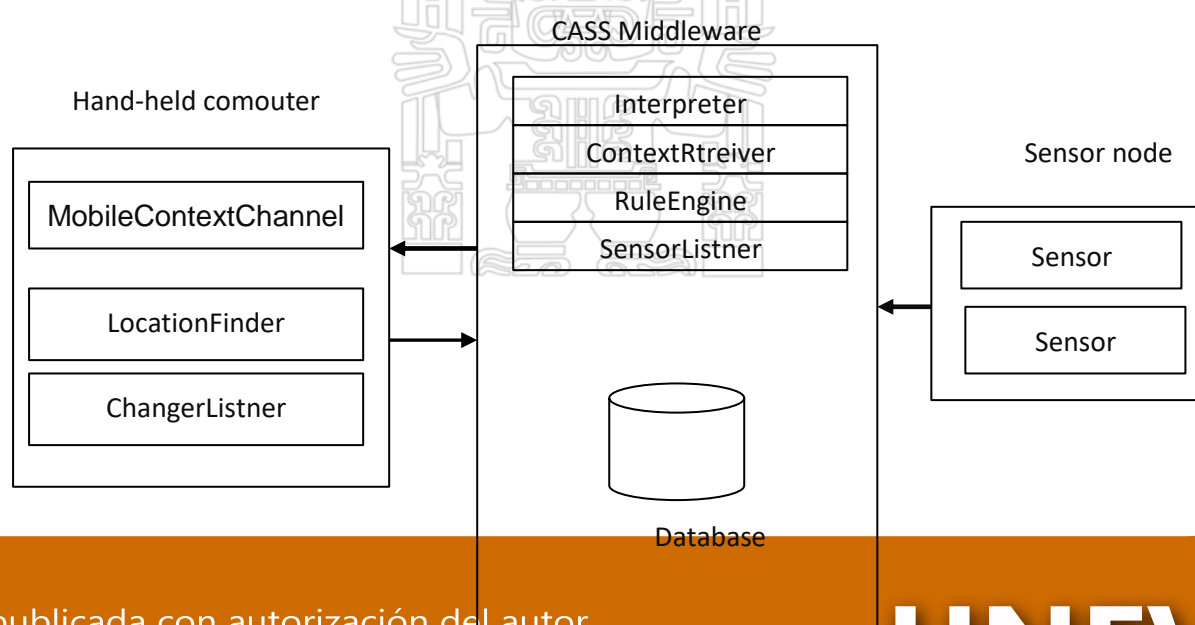 CASS Middleware
Hand-held comouter
Interpreter
ContextRtreiver
RuleEngine
SensorListner
Sensor node
MobileContextChannel
LocationFinder
ChangerListner
Sensor
Sensor
Database
publicada con autorización del autor